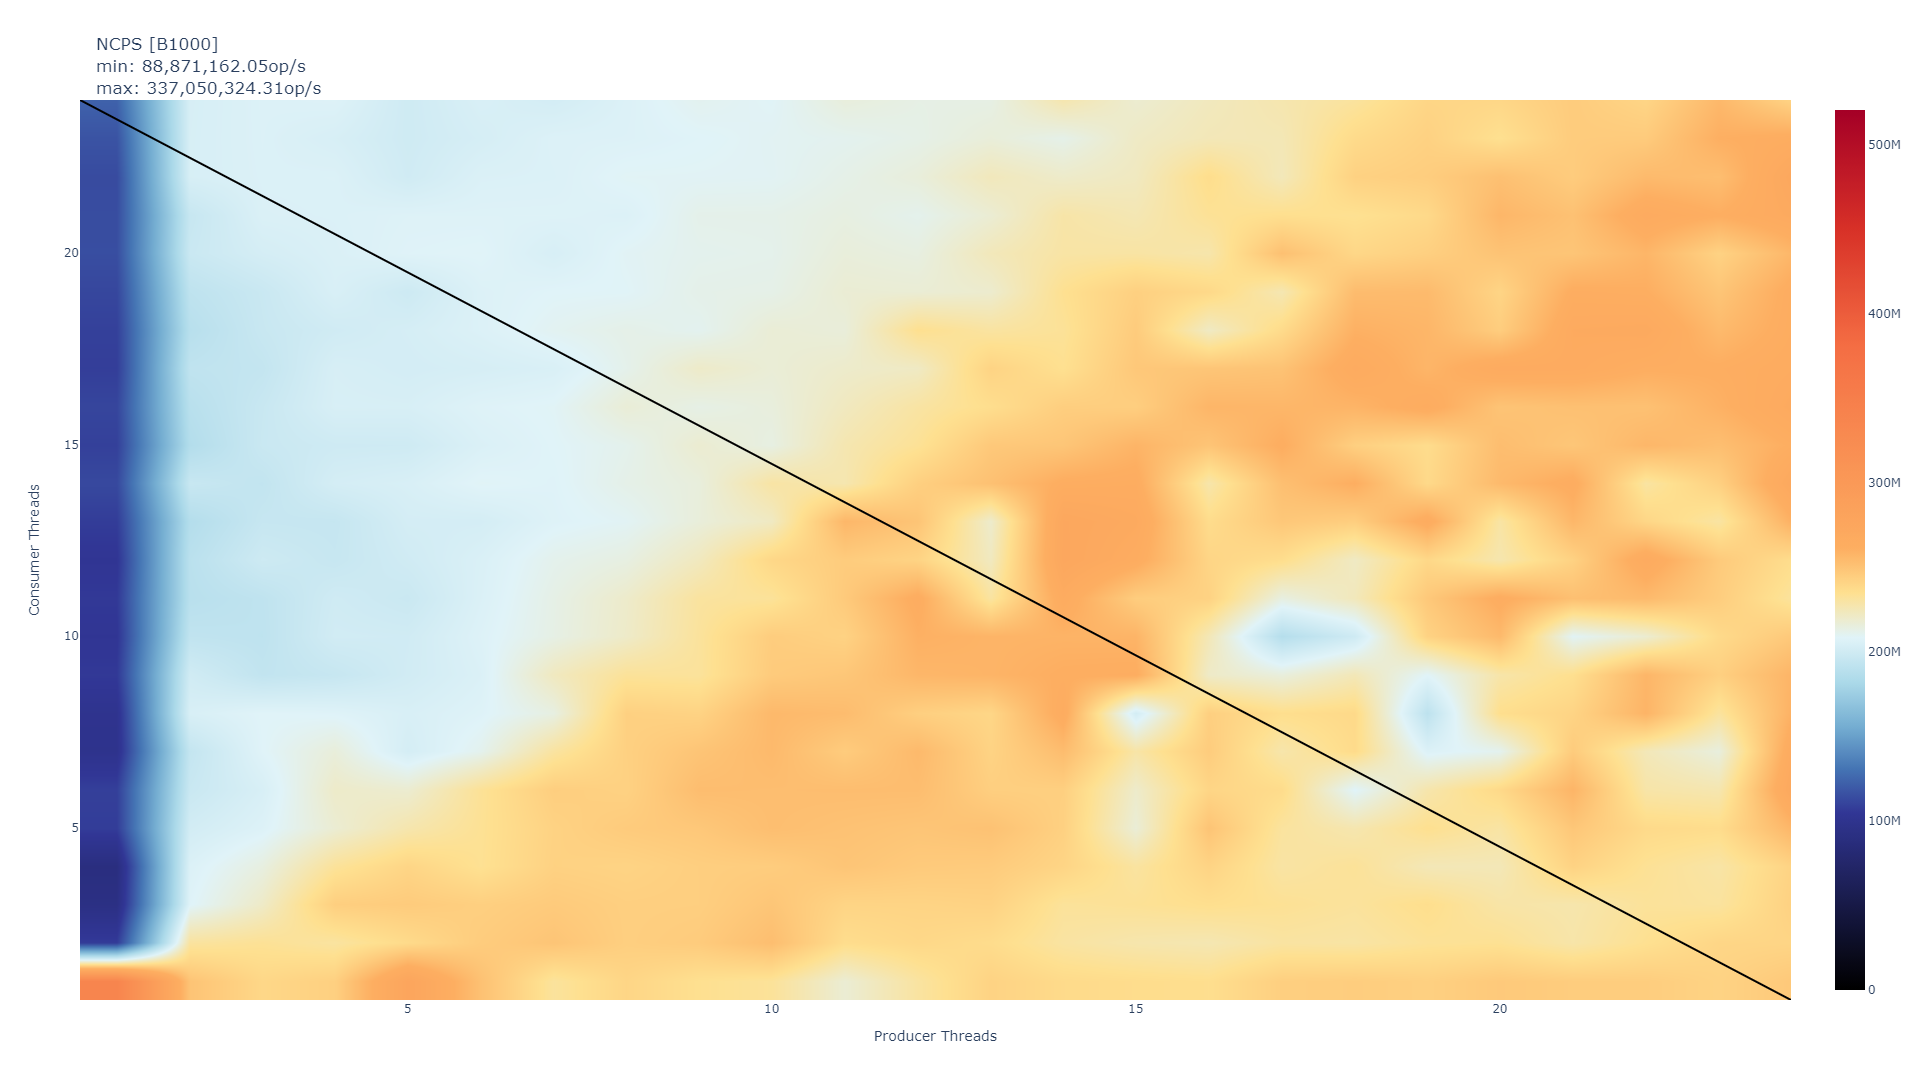 NCPS [B1000]
min: 88,871,162.05op/s
max: 337,050,324.31op/s
500M
400M
300M
200M
100M
0
20
15
10
5
Consumer Threads
5
10
15
20
Producer Threads